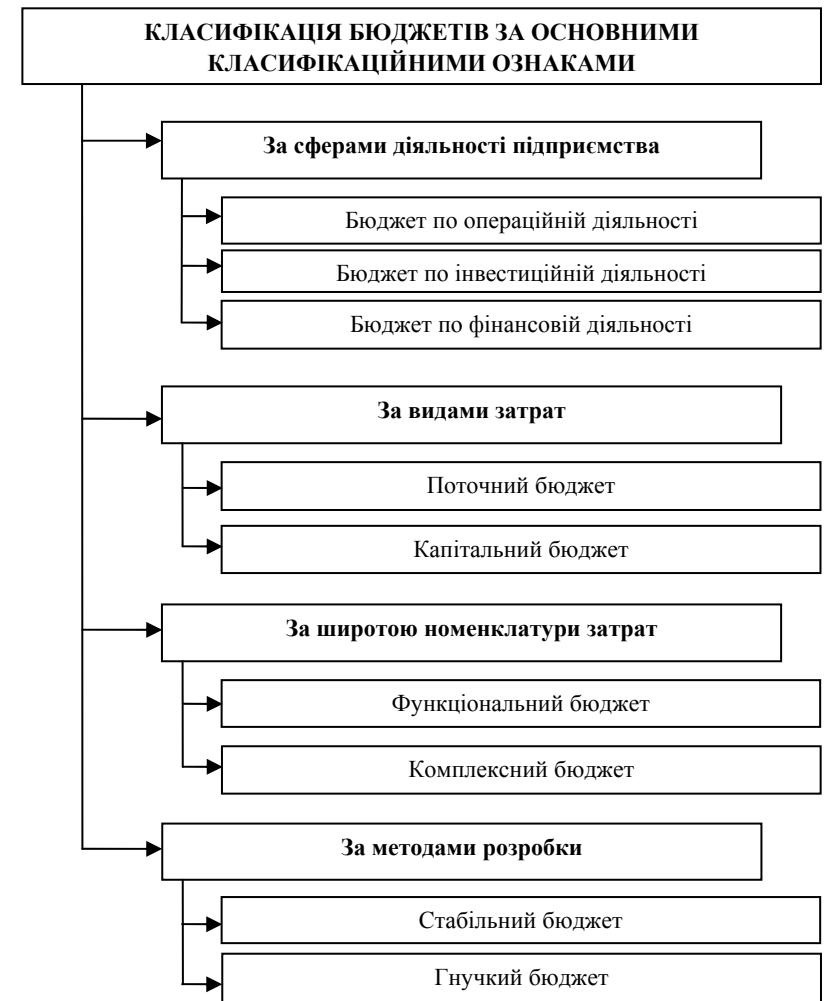 КЛАСИФІКАЦІЯ БЮДЖЕТІВ ЗА ОСНОВНИМИ
КЛАСИФІКАЦІЙНИМИ ОЗНАКАМИ
За сферами діяльності підприємства
Бюджет по операційній діяльності
Бюджет по інвестиційній діяльності
Бюджет по фінансовій діяльності
За видами затрат
Поточний бюджет
Капітальний бюджет
За широтою номенклатури затрат
Функціональний бюджет
Комплексний бюджет
За методами розробки
Стабільний бюджет
Гнучкий бюджет